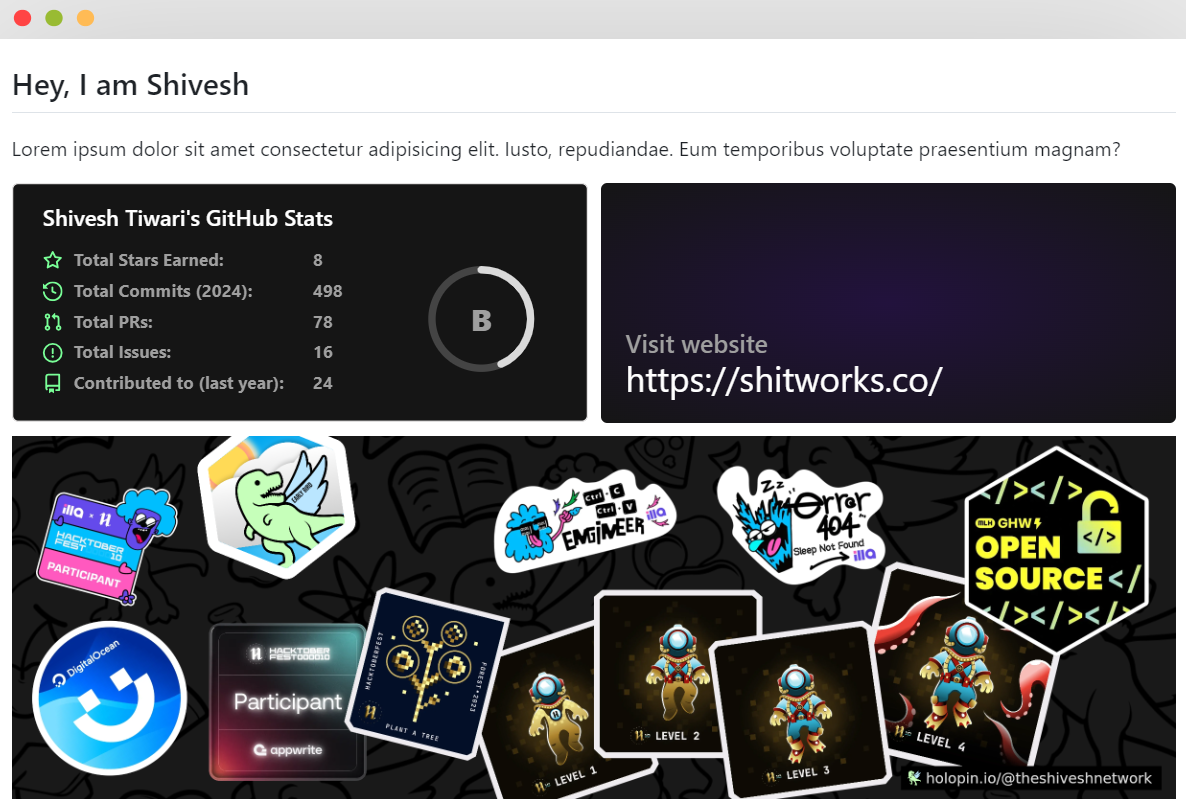 Hey, I am Shivesh
Lorem ipsum dolor sit amet consectetur adipisicing elit. Iusto, repudiandae. Eum temporibus voluptate praesentium magnam?
Shivesh Tiwari's GitHub Stats
Total Stars Earned: 8
Total Commits (2024): 498
Total PRs: 78
Total Issues: 16
Contributed to (last year): 24
B
Visit website
https://shitworks.co/
illa ×
HACKTOBER
FEST 10
PARTICIPANT
EARLY BIRD
Ctrl · C
Ctrl · V
ENGINEER
illa
Zz
error
404
Sleep Not Found
illa
</></>
MLH GHW
OPEN
</>
SOURCE </
</></></>
DigitalOcean
HACKTOBER
FEST000010
Participant
appwrite
HACKTOBERFEST
FOREST•2023
PLANT A TREE
LEVEL 1
LEVEL 2
LEVEL 3
LEVEL 4
holopin.io/@theshiveshnetwork